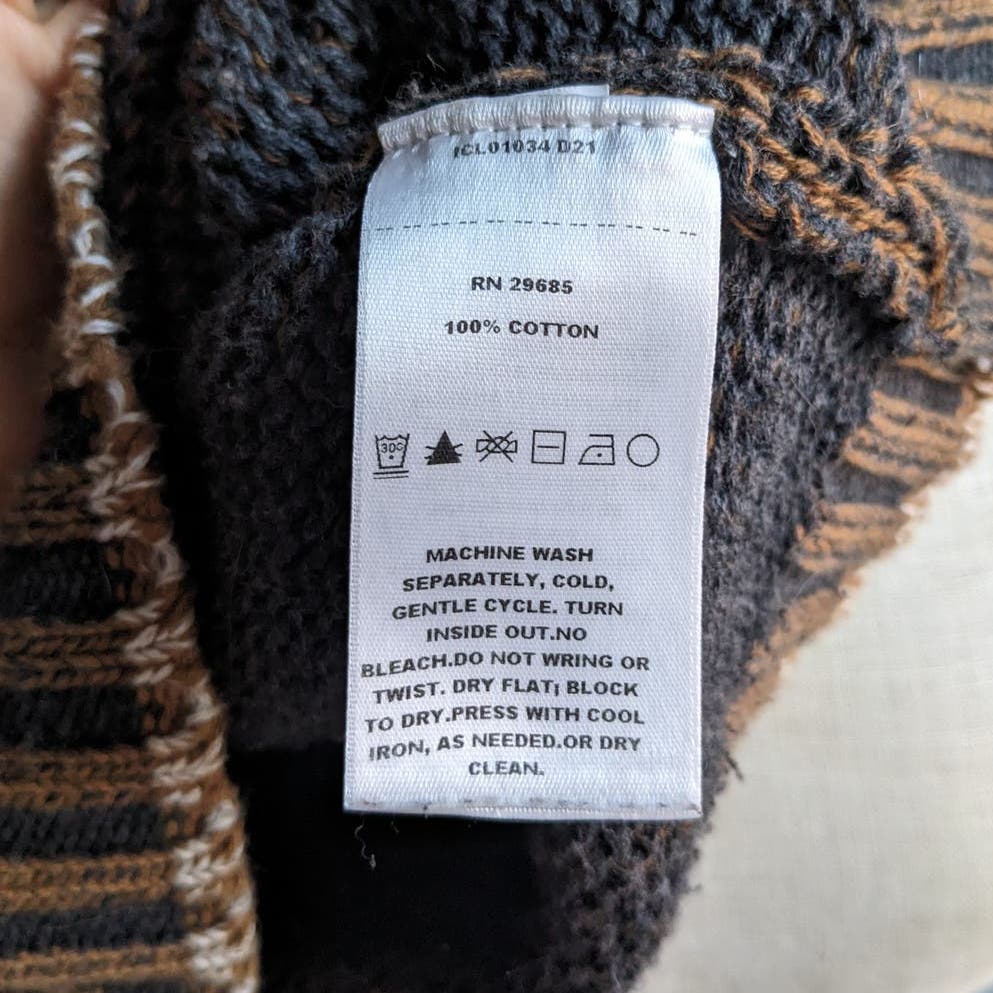 ICL01034 D21
RN 29685
100% COTTON
30C
MACHINE WASH
SEPARATELY, COLD,
GENTLE CYCLE. TURN
INSIDE OUT.NO
BLEACH.DO NOT WRING OR
TWIST. DRY FLAT; BLOCK
TO DRY.PRESS WITH COOL
IRON, AS NEEDED.OR DRY
CLEAN.